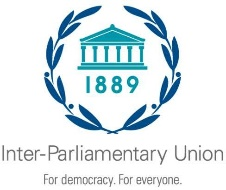 1889
Inter-Parliamentary Union
For democracy. For everyone.